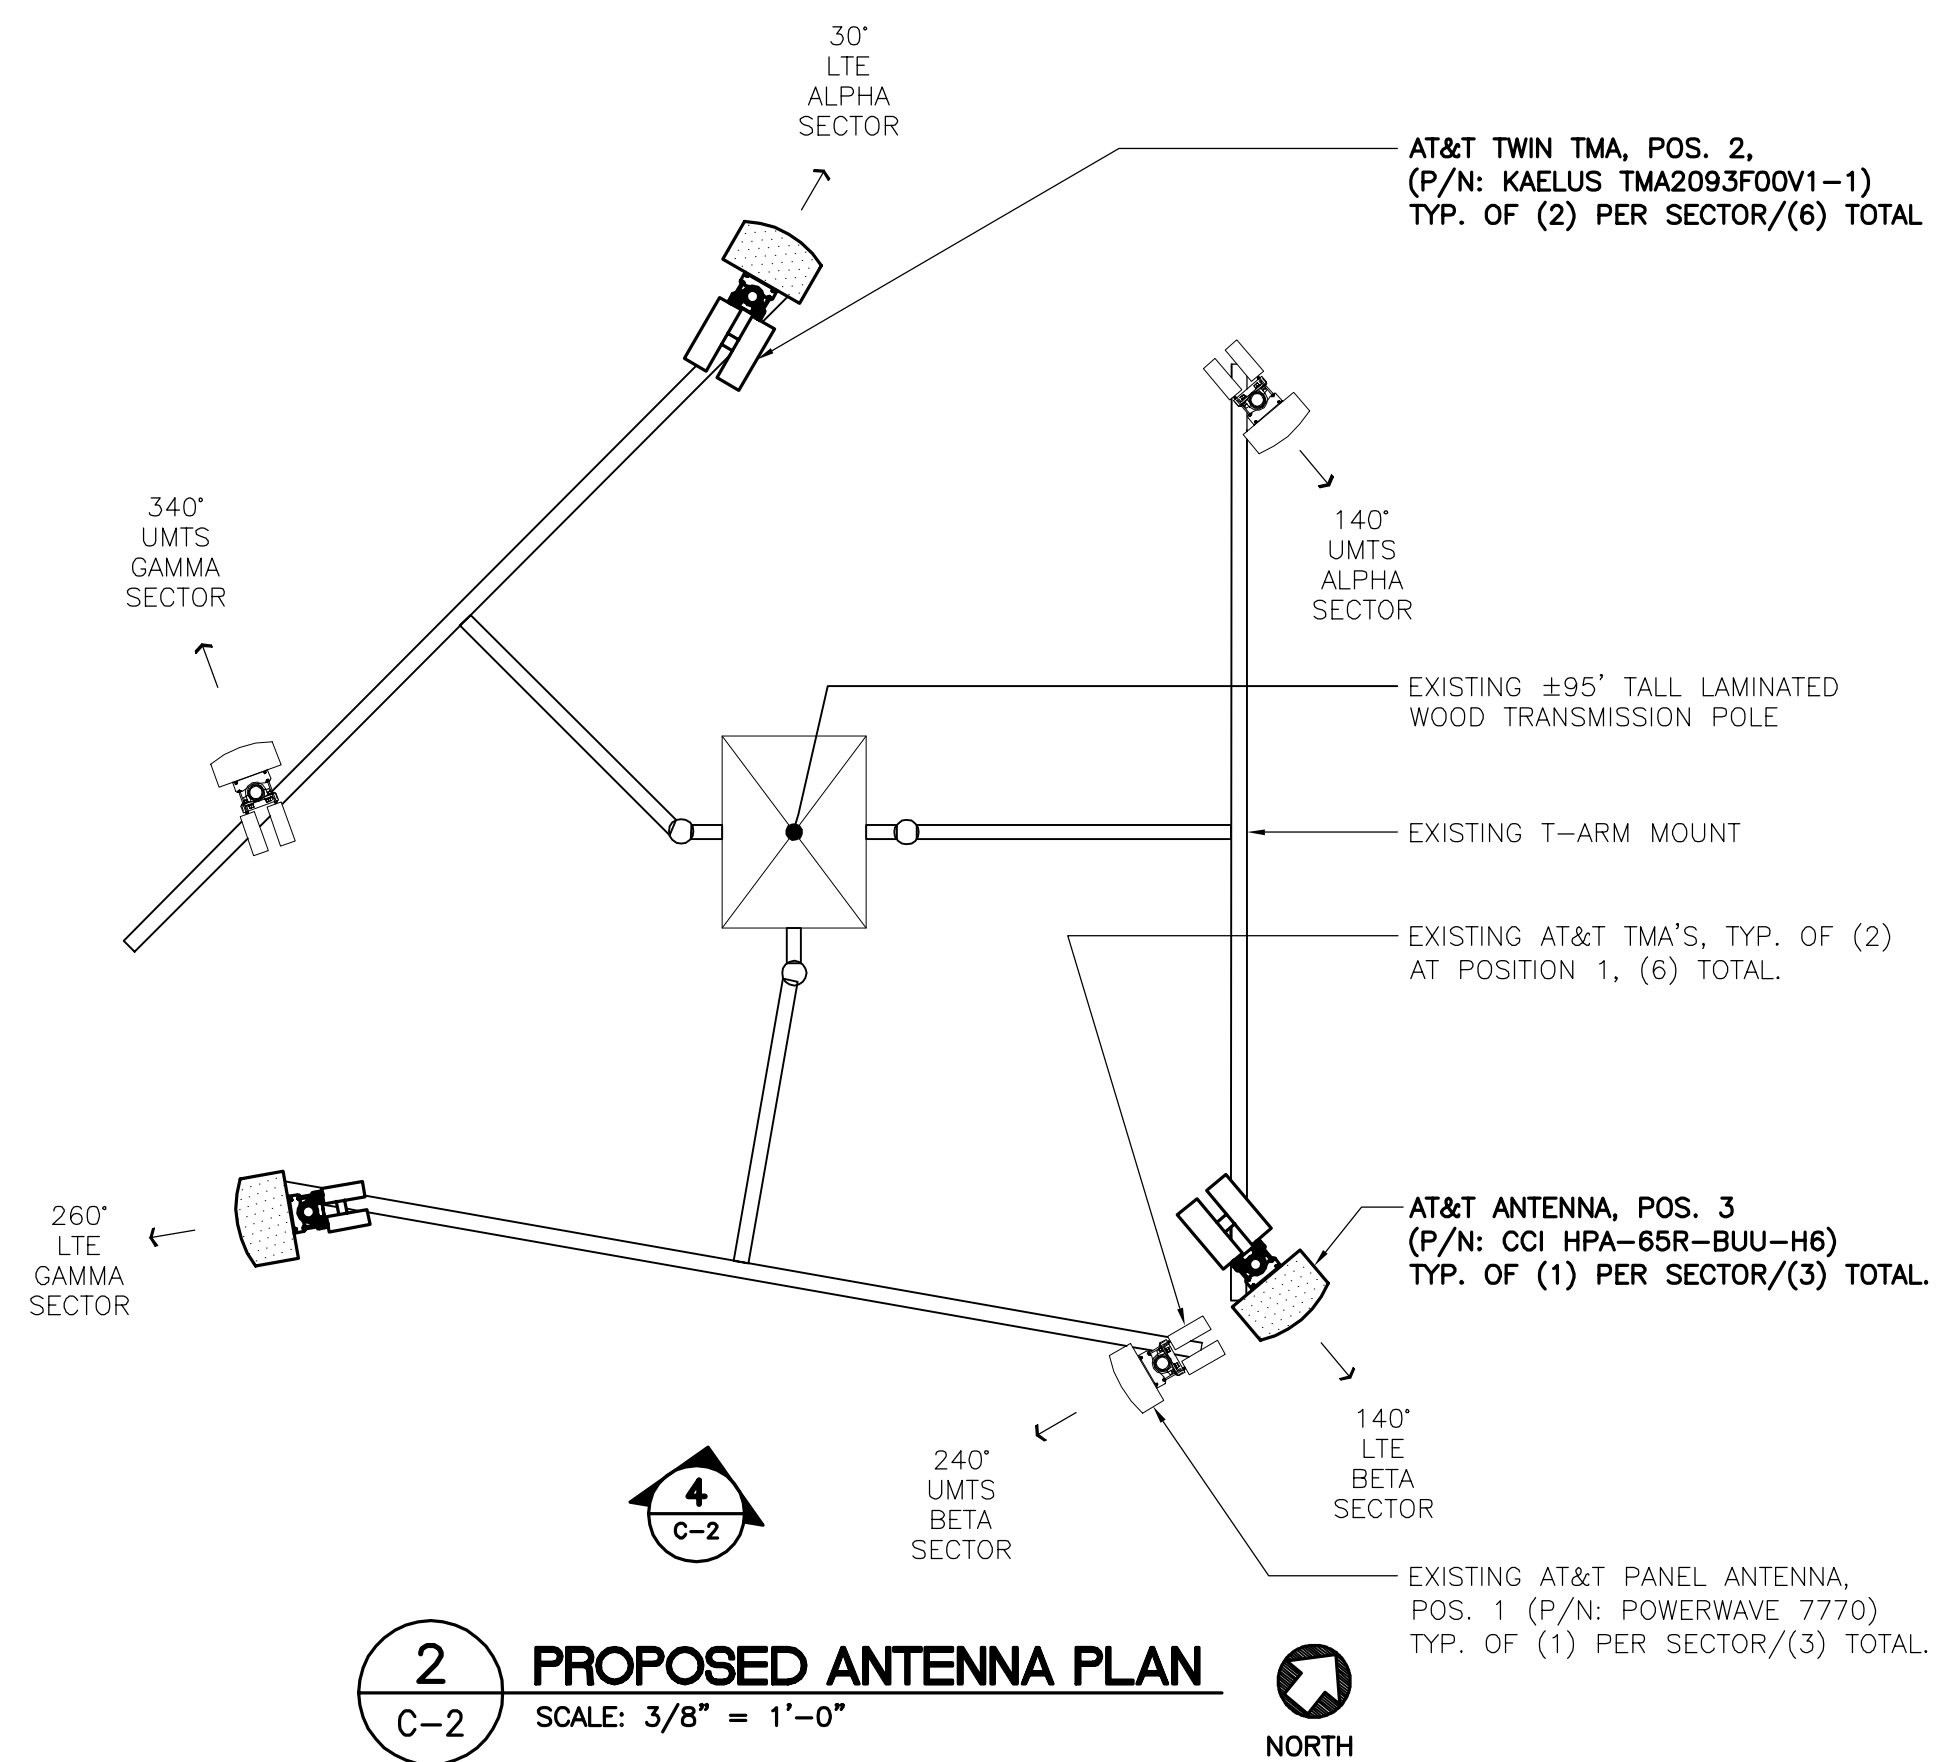 30°
LTE
ALPHA
SECTOR
AT&T TWIN TMA, POS. 2,
(P/N: KAELUS TMA2093F00V1-1)
TYP. OF (2) PER SECTOR/(6) TOTAL
340°
UMTS
GAMMA
SECTOR
140°
UMTS
ALPHA
SECTOR
EXISTING ±95' TALL LAMINATED
WOOD TRANSMISSION POLE
EXISTING T-ARM MOUNT
EXISTING AT&T TMA'S, TYP. OF (2)
AT POSITION 1, (6) TOTAL.
260°
LTE
GAMMA
SECTOR
AT&T ANTENNA, POS. 3
(P/N: CCI HPA-65R-BUU-H6)
TYP. OF (1) PER SECTOR/(3) TOTAL.
140°
LTE
BETA
SECTOR
240°
UMTS
BETA
SECTOR
4
C-2
EXISTING AT&T PANEL ANTENNA,
POS. 1 (P/N: POWERWAVE 7770)
TYP. OF (1) PER SECTOR/(3) TOTAL.
2
C-2
PROPOSED ANTENNA PLAN
SCALE: 3/8" = 1'-0"
NORTH